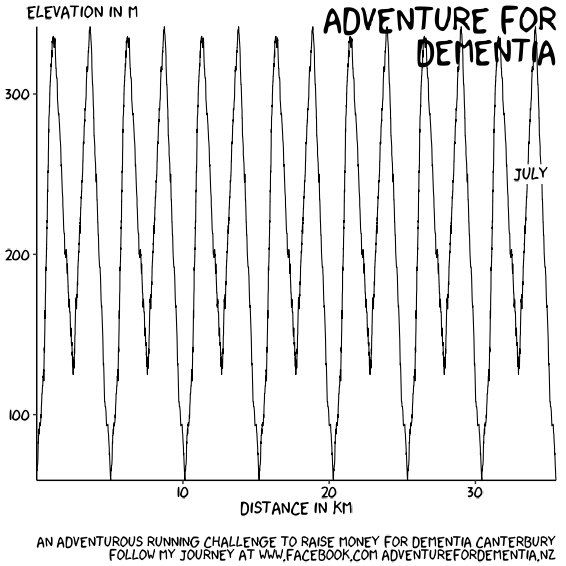 ELEVATION IN M
ADVENTURE FOR
DEMENTIA
300
JULY
200
100
10
20
30
DISTANCE IN KM
AN ADVENTUROUS RUNNING CHALLENGE TO RAISE MONEY FOR DEMENTIA CANTERBURY
FOLLOW MY JOURNEY AT WWW.FACEBOOK.COM ADVENTUREFORDEMENTIA.NZ